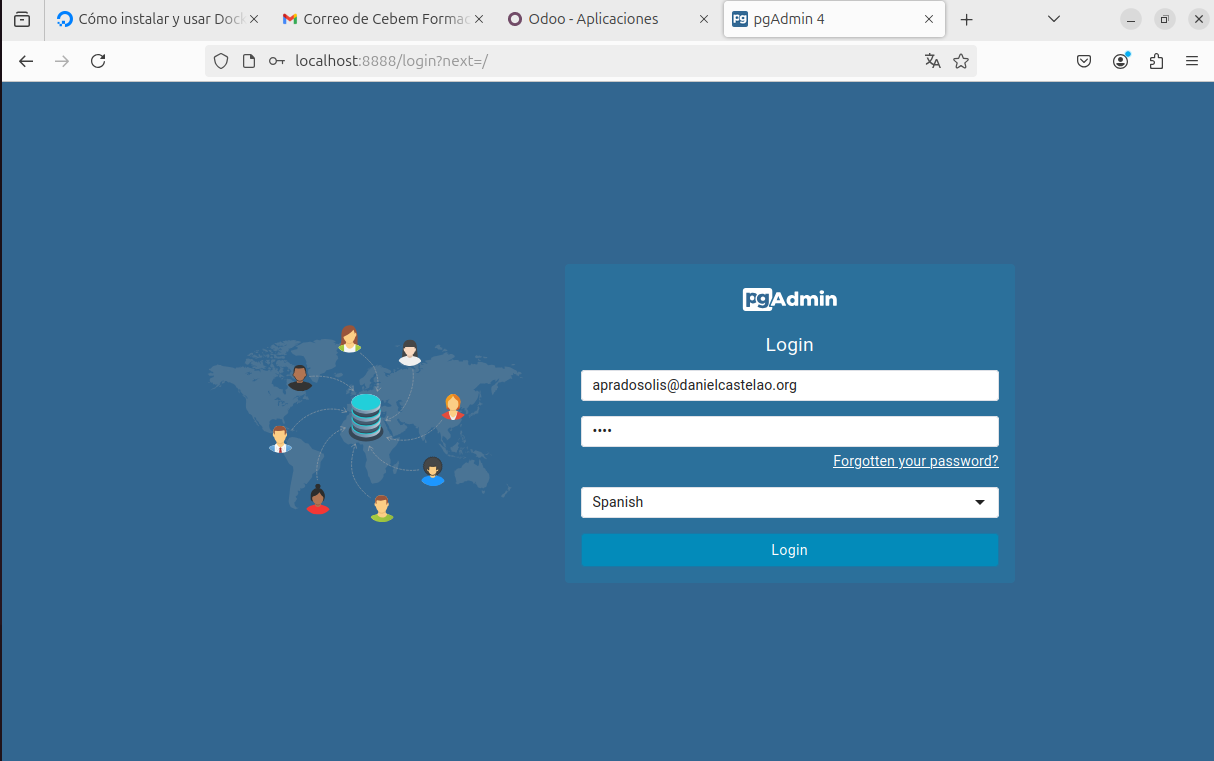 Cómo instalar y usar Dock
Correo de Cebem Formac
Odoo - Aplicaciones
pgAdmin 4
localhost:8888/login?next=/
pgAdmin
Login
apradosolis@danielcastelao.org
••••
Forgotten your password?
Spanish
Login